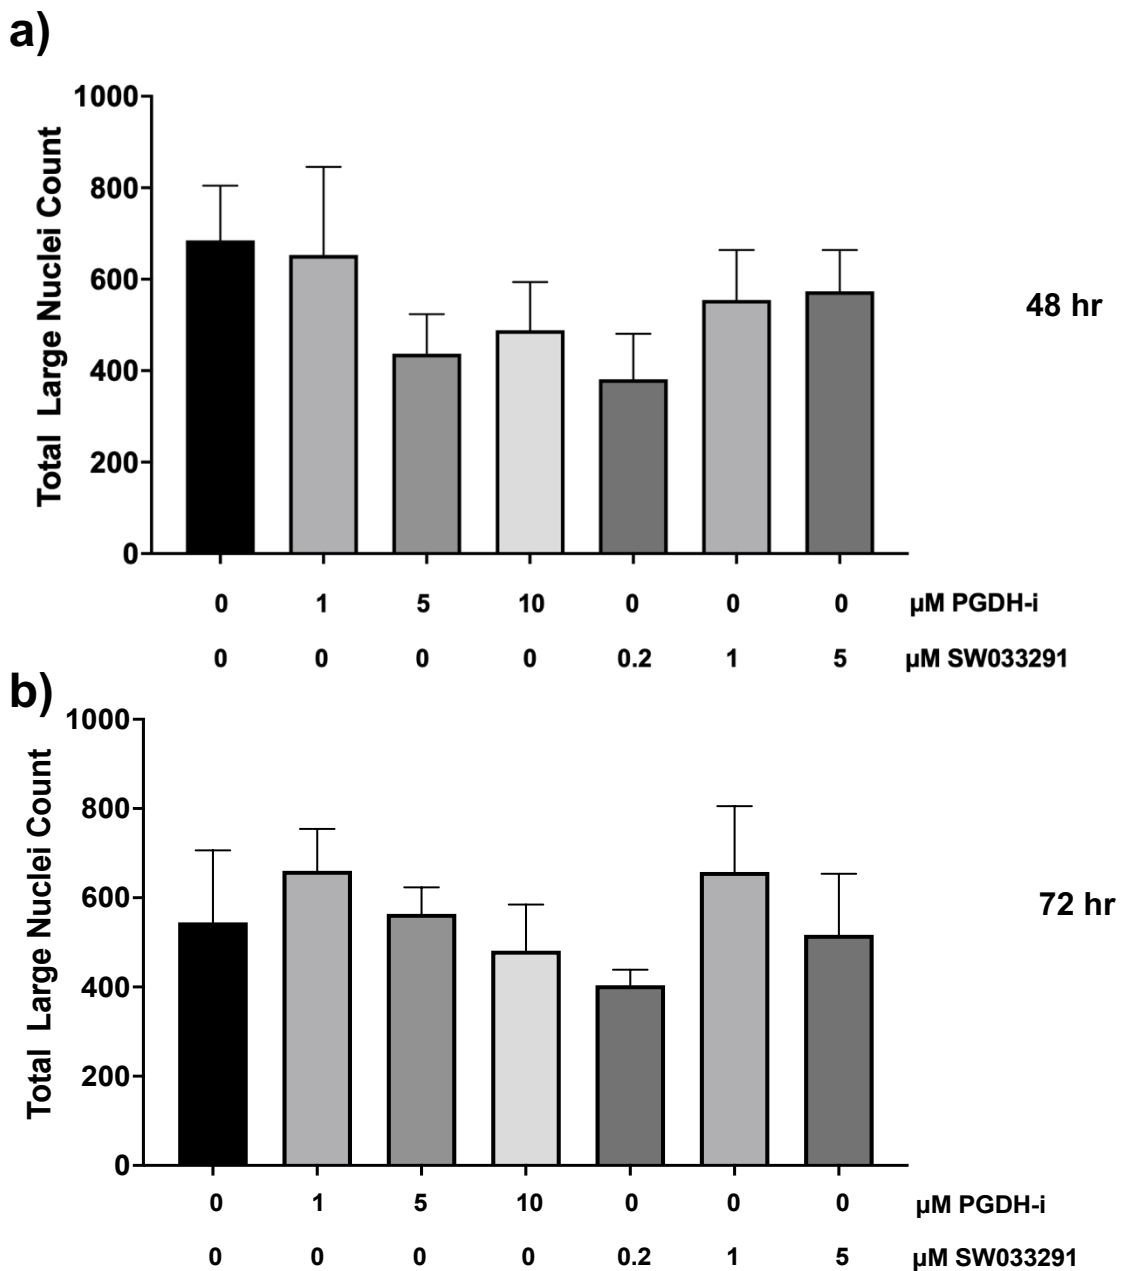 a)
Total Large Nuclei Count
1000
800
600
400
200
0
48 hr
0 1 5 10 0 0 0 µM PGDH-i
0 0 0 0 0.2 1 5 µM SW033291
b)
Total Large Nuclei Count
1000
800
600
400
200
0
72 hr
0 1 5 10 0 0 0 µM PGDH-i
0 0 0 0 0.2 1 5 µM SW033291